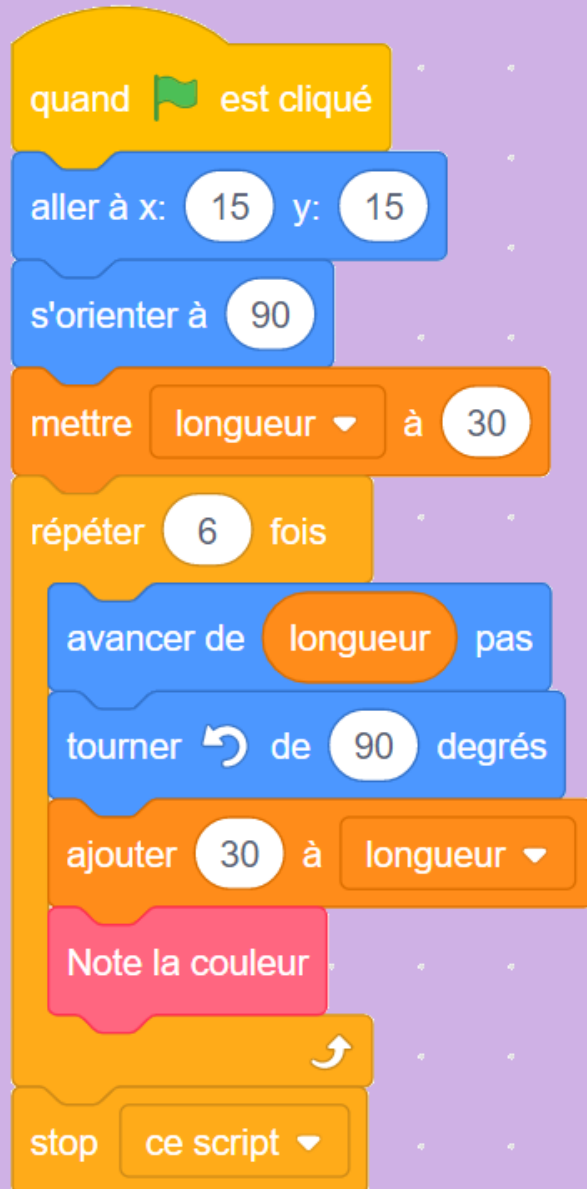 quand est cliqué
aller à x: 15 y: 15
s'orienter à 90
mettre longueur à 30
répéter 6 fois
avancer de longueur pas
tourner de 90 degrés
ajouter 30 à longueur
Note la couleur
stop ce script